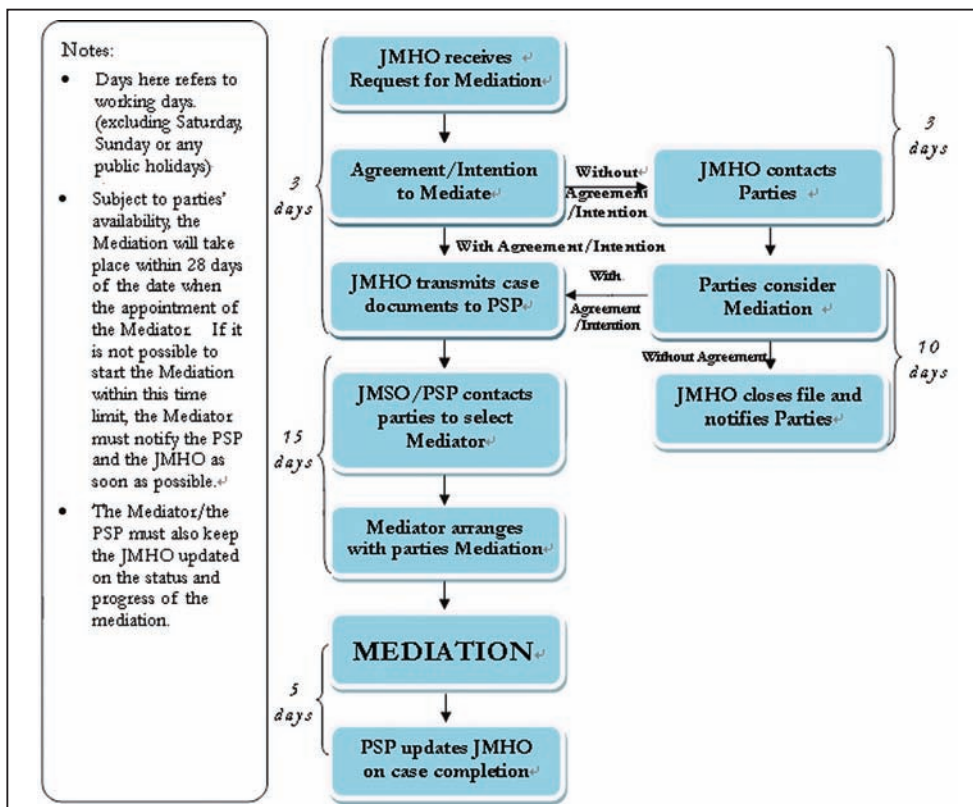 Notes:
• Days here refers to
working days.
(excluding Saturday,
Sunday or any
public holidays)
• Subject to parties'
availability, the
Mediation will take
place within 28 days
of the date when
the appointment of
the Mediator. If it
is not possible to
start the Mediation
within this time
limit, the Mediator
must notify the PSP
and the JMHO as
soon as possible.↵
• The Mediator/the
PSP must also keep
the JMHO updated
on the status and
progress of the
mediation.
3
days
JMHO receives↵
Request for Mediation↵
3
days
Agreement/Intention
to Mediate↵
Without↵
Agreement
/Intention↵
JMHO contacts
Parties↵
With Agreement/Intention↵
JMHO transmits case
documents to PSP↵
With↵
Agreement
/Intention↵
Parties consider
Mediation↵
10
days
Without Agreement↵
JMHO closes file and
notifies Parties↵
15
days
JMSO/PSP contacts
parties to select
Mediator↵
Mediator arranges
with parties Mediation↵
5
days
MEDIATION↵
PSP updates JMHO
on case completion↵